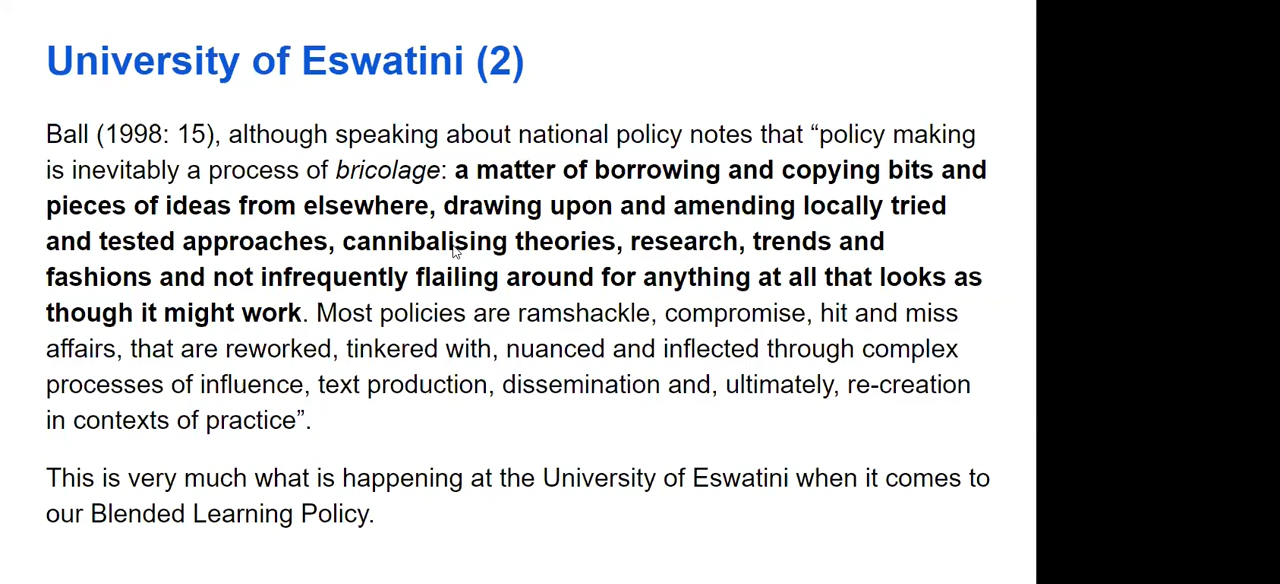 University of Eswatini (2)
Ball (1998: 15), although speaking about national policy notes that “policy making
is inevitably a process of bricolage: a matter of borrowing and copying bits and
pieces of ideas from elsewhere, drawing upon and amending locally tried
and tested approaches, cannibalising theories, research, trends and
fashions and not infrequently flailing around for anything at all that looks as
though it might work. Most policies are ramshackle, compromise, hit and miss
affairs, that are reworked, tinkered with, nuanced and inflected through complex
processes of influence, text production, dissemination and, ultimately, re-creation
in contexts of practice”.
This is very much what is happening at the University of Eswatini when it comes to
our Blended Learning Policy.